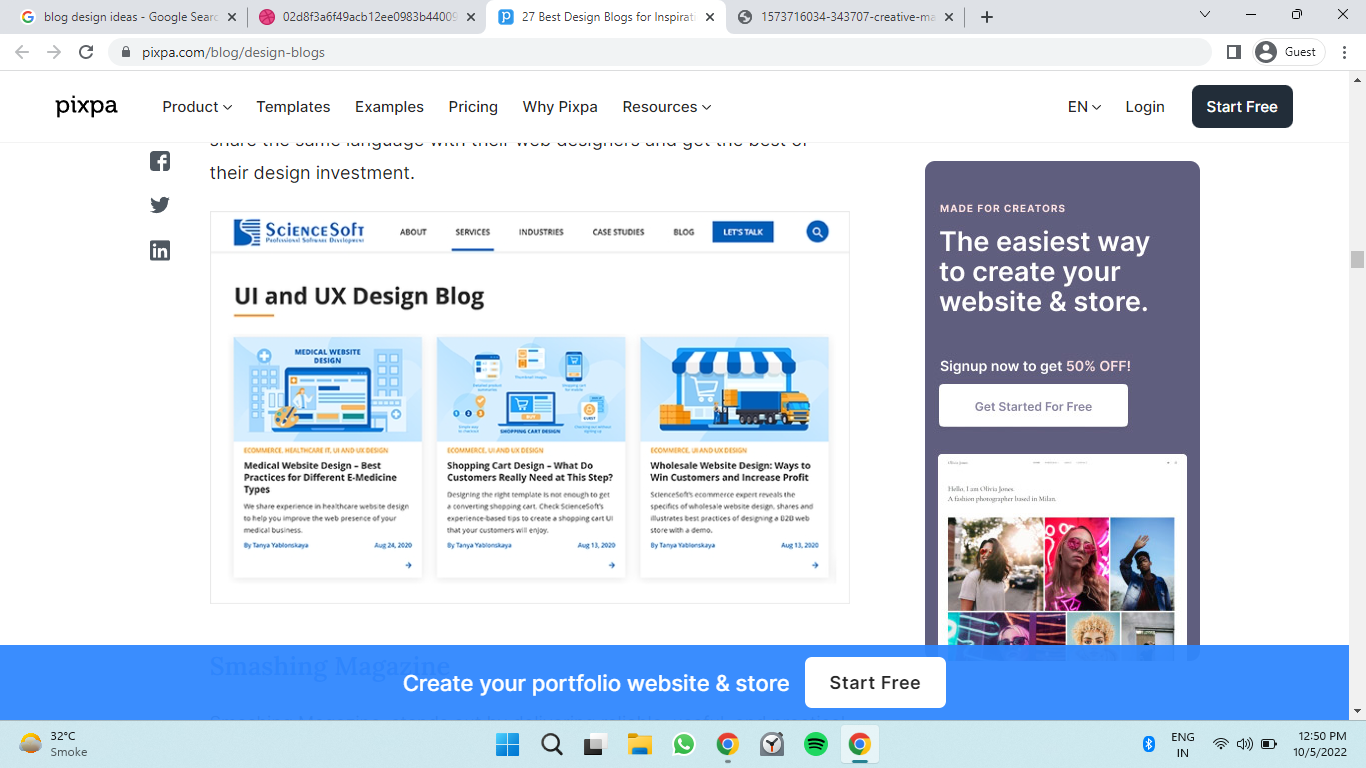 blog design ideas - Google Searc
02d8f3a6f49acb12ee0983b44009
27 Best Design Blogs for Inspirati
1573716034-343707-creative-ma
pixpa.com/blog/design-blogs
Guest
pixpa
Product
Templates
Examples
Pricing
Why Pixpa
Resources
EN
Login
Start Free
share the same language with their web designers and get the best of
their design investment.
ScienceSoft
Professional Software Development
ABOUT
SERVICES
INDUSTRIES
CASE STUDIES
BLOG
LET'S TALK
UI and UX Design Blog
MEDICAL WEBSITE
DESIGN
ECOMMERCE, HEALTHCARE IT, UI AND UX DESIGN
Medical Website Design – Best
Practices for Different E-Medicine
Types
We share experience in healthcare website design
to help you improve the web presence of your
medical business.
By Tanya Yablonskaya
Aug 24, 2020
SHOPPING CART DESIGN
ECOMMERCE, UI AND UX DESIGN
Shopping Cart Design – What Do
Customers Really Need at This Step?
Designing the right template is not enough to get
a converting shopping cart. Check ScienceSoft's
experience-based tips to create a shopping cart UI
that your customers will enjoy.
By Tanya Yablonskaya
Aug 13, 2020
ECOMMERCE, UI AND UX DESIGN
Wholesale Website Design: Ways to
Win Customers and Increase Profit
ScienceSoft's ecommerce expert reveals the
specifics of wholesale website design, shares and
illustrates best practices of designing a B2B web
store with a demo.
By Tanya Yablonskaya
Aug 13, 2020
MADE FOR CREATORS
The easiest way
to create your
website & store.
Signup now to get 50% OFF!
Get Started For Free
Olivia Jones
Hello, I am Olivia Jones.
A fashion photographer based in Milan.
Smashing Magazine
Create your portfolio website & store
Start Free
32°C
Smoke
ENG
IN
12:50 PM
10/5/2022